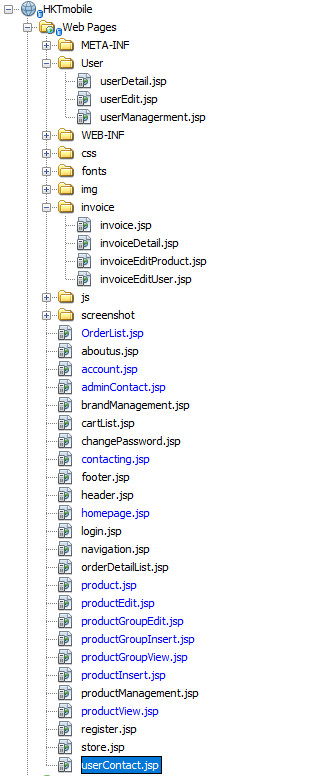 HKTmobile
Web Pages
META-INF
User
userDetail.jsp
userEdit.jsp
userManagerment.jsp
WEB-INF
css
fonts
img
invoice
invoice.jsp
invoiceDetail.jsp
invoiceEditProduct.jsp
invoiceEditUser.jsp
js
screenshot
OrderList.jsp
aboutus.jsp
account.jsp
adminContact.jsp
brandManagement.jsp
cartList.jsp
changePassword.jsp
contacting.jsp
footer.jsp
header.jsp
homepage.jsp
login.jsp
navigation.jsp
orderDetailList.jsp
product.jsp
productEdit.jsp
productGroupEdit.jsp
productGroupInsert.jsp
productGroupView.jsp
productInsert.jsp
productManagement.jsp
productView.jsp
register.jsp
store.jsp
userContact.jsp